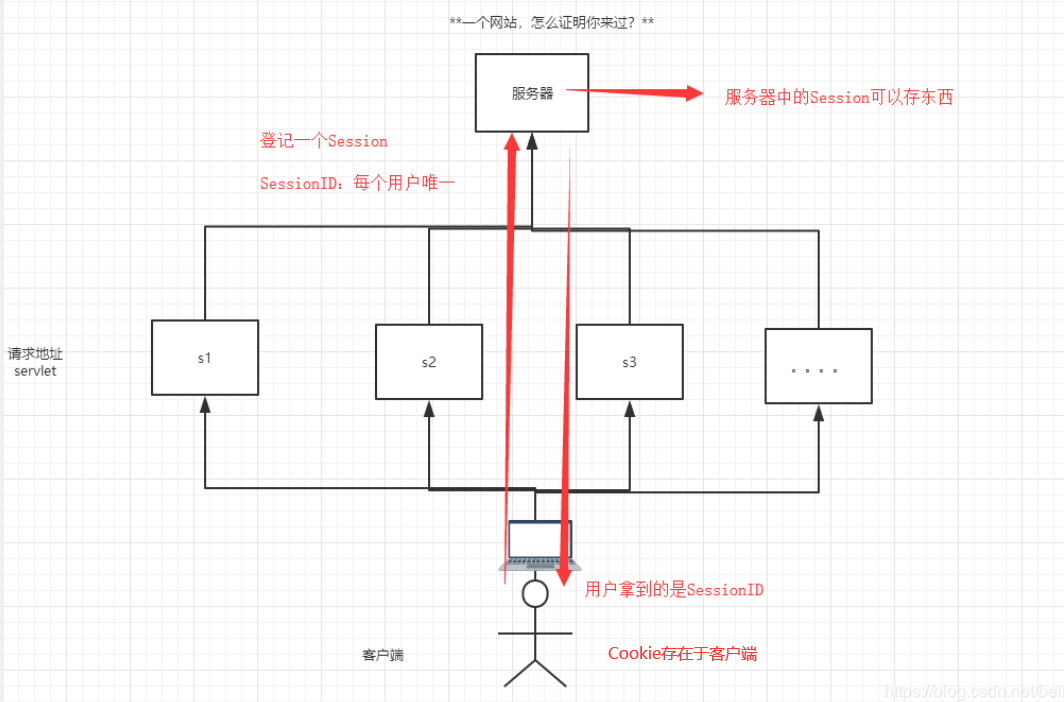 **一个网站，怎么证明你来过？**
服务器
服务器中的Session可以存东西
登记一个Session
SessionID：每个用户唯一
请求地址
servlet
s1
s2
s3
。。。。
用户拿到的是SessionID
客户端
Cookie存在于客户端
https://blog.csdn.net/bell